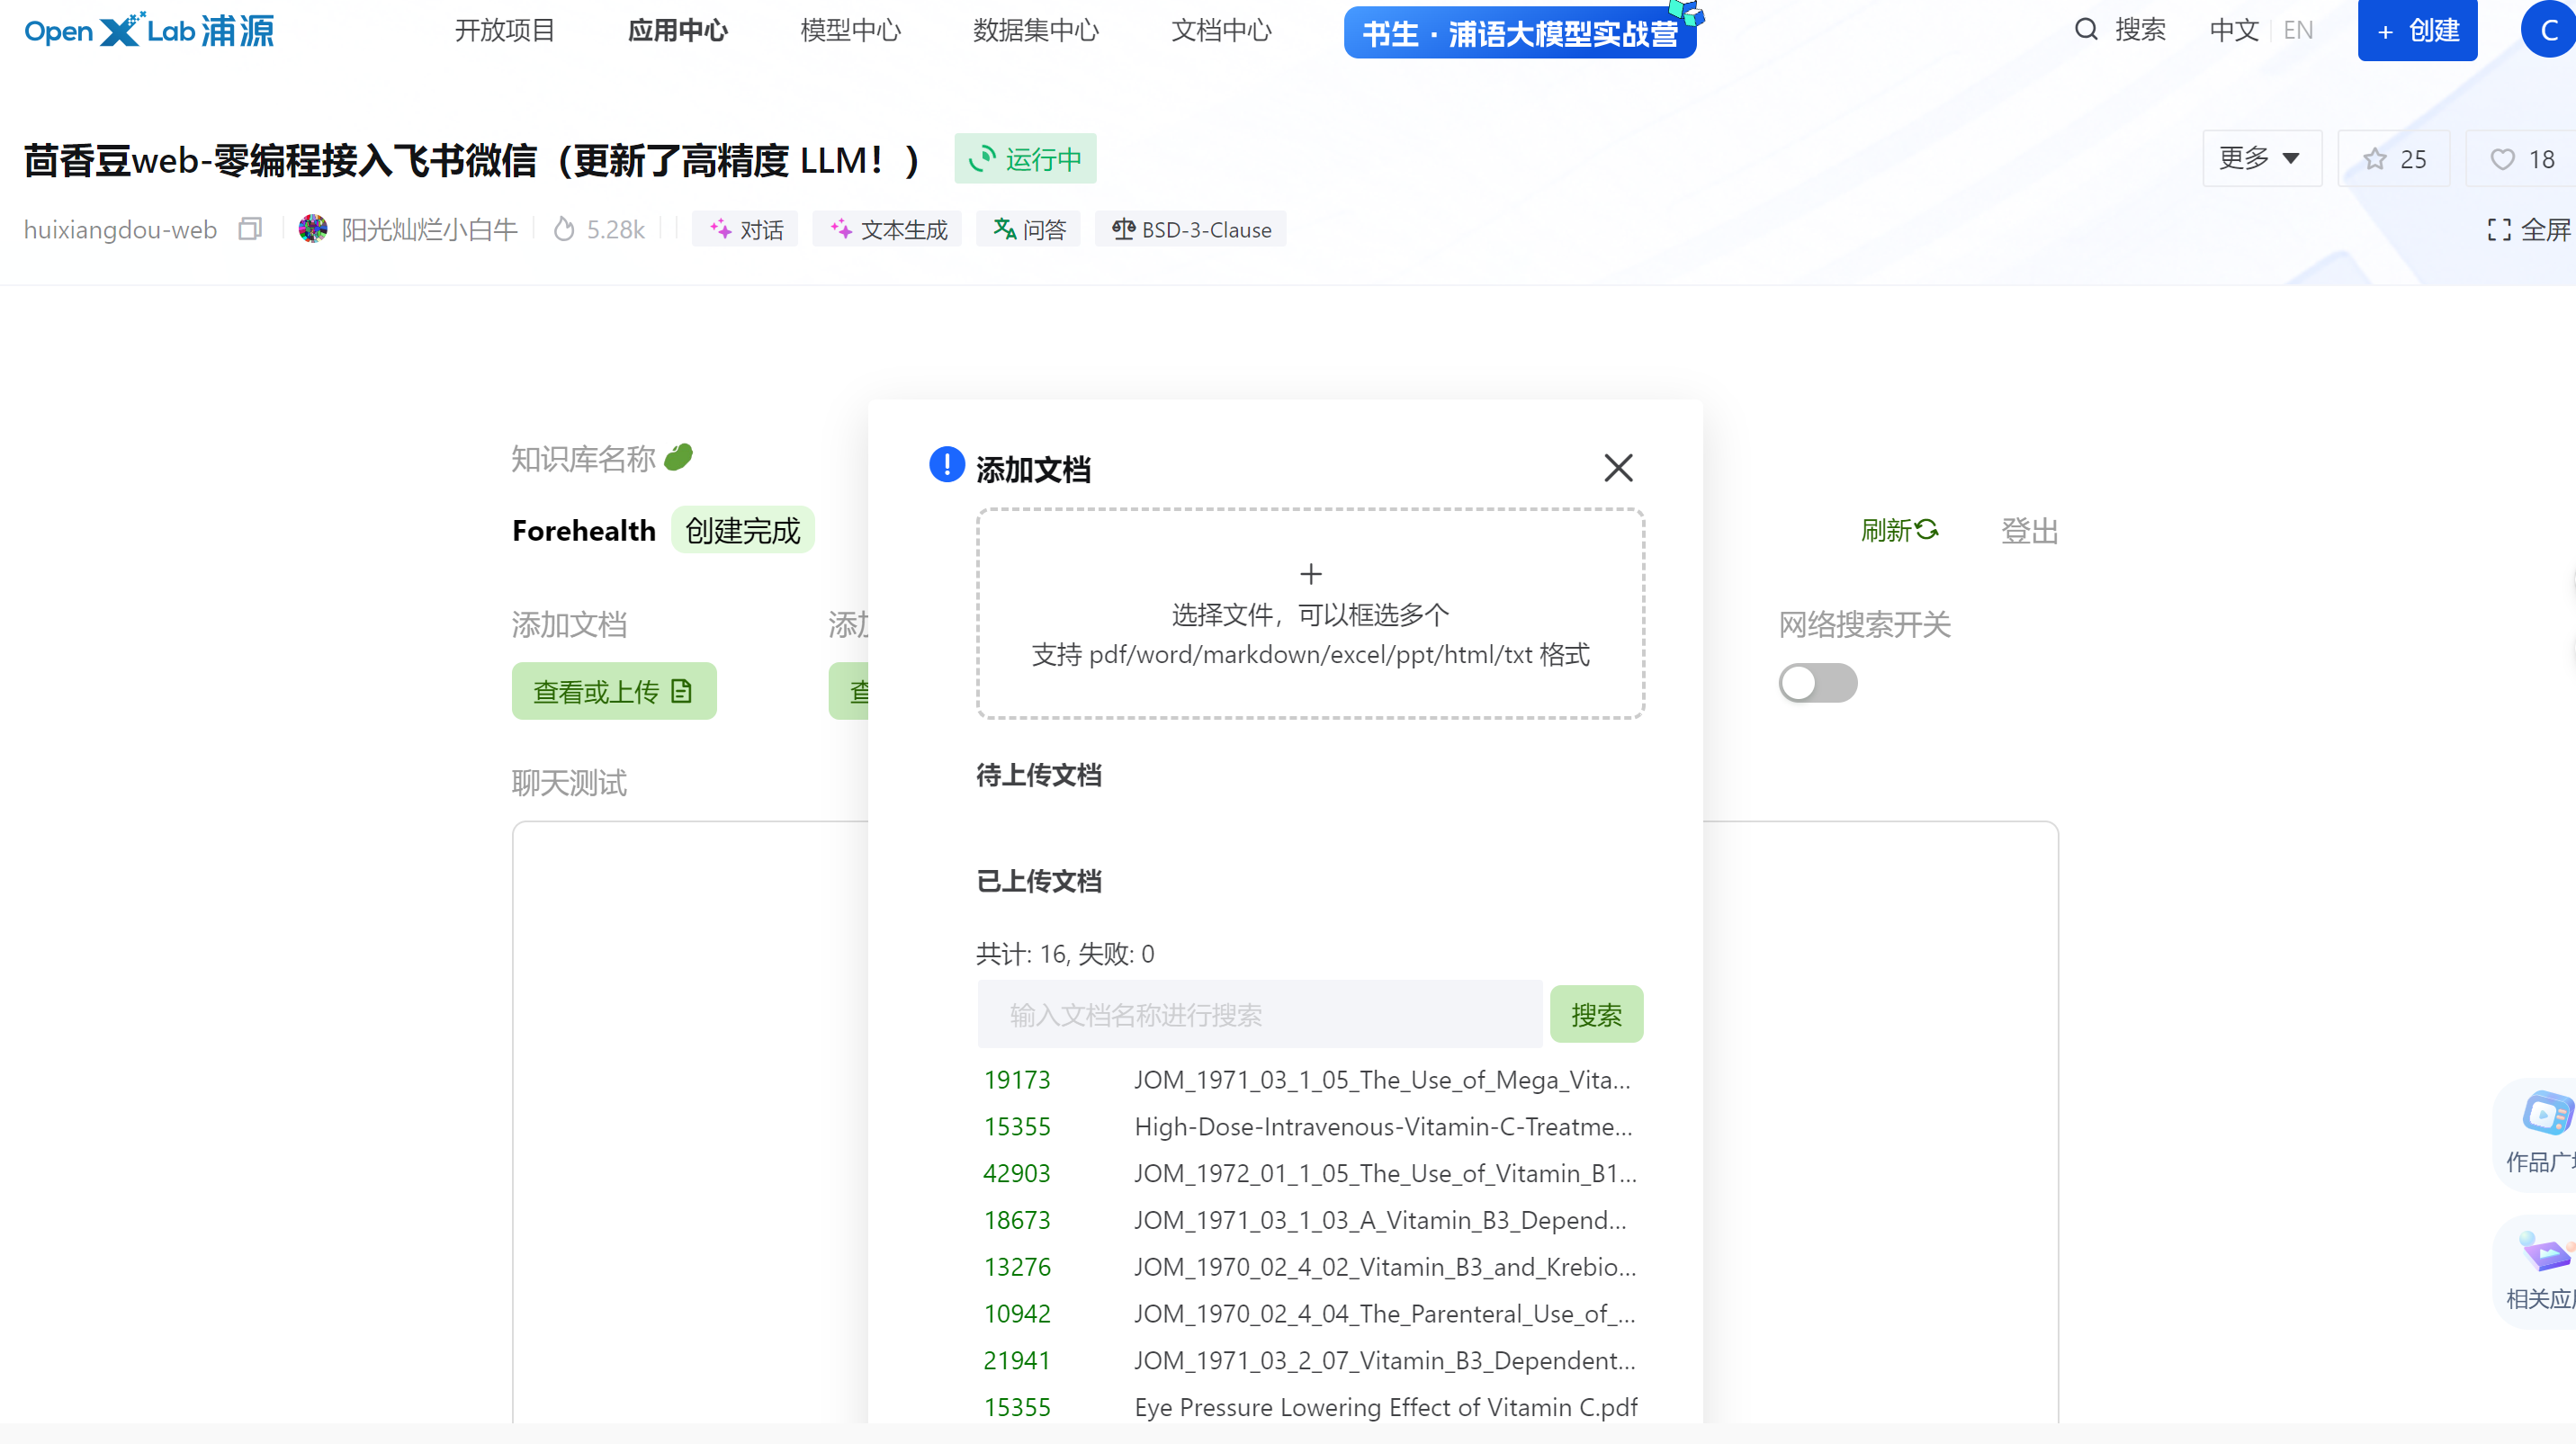 OpenXLab浦源
开放项目
应用中心
模型中心
数据集中心
文档中心
书生·浦语大模型实战营
搜索
中文
EN
+ 创建
C
茴香豆web-零编程接入飞书微信（更新了高精度 LLM！）
运行中
更多
25
18
huixiangdou-web
阳光灿烂小白牛
5.28k
对话
文本生成
问答
BSD-3-Clause
全屏
知识库名称
Forehealth
创建完成
刷新
登出
添加文档
查看或上传
网络搜索开关
聊天测试
添加文档
选择文件，可以框选多个
支持 pdf/word/markdown/excel/ppt/html/txt 格式
待上传文档
已上传文档
共计: 16, 失败: 0
输入文档名称进行搜索
搜索
19173 JOM_1971_03_1_05_The_Use_of_Mega_Vita...
15355 High-Dose-Intravenous-Vitamin-C-Treatme...
42903 JOM_1972_01_1_05_The_Use_of_Vitamin_B1...
18673 JOM_1971_03_1_03_A_Vitamin_B3_Depend...
13276 JOM_1970_02_4_02_Vitamin_B3_and_Krebio...
10942 JOM_1970_02_4_04_The_Parenteral_Use_of_...
21941 JOM_1971_03_2_07_Vitamin_B3_Dependent...
15355 Eye Pressure Lowering Effect of Vitamin C.pdf
作品广
相关应